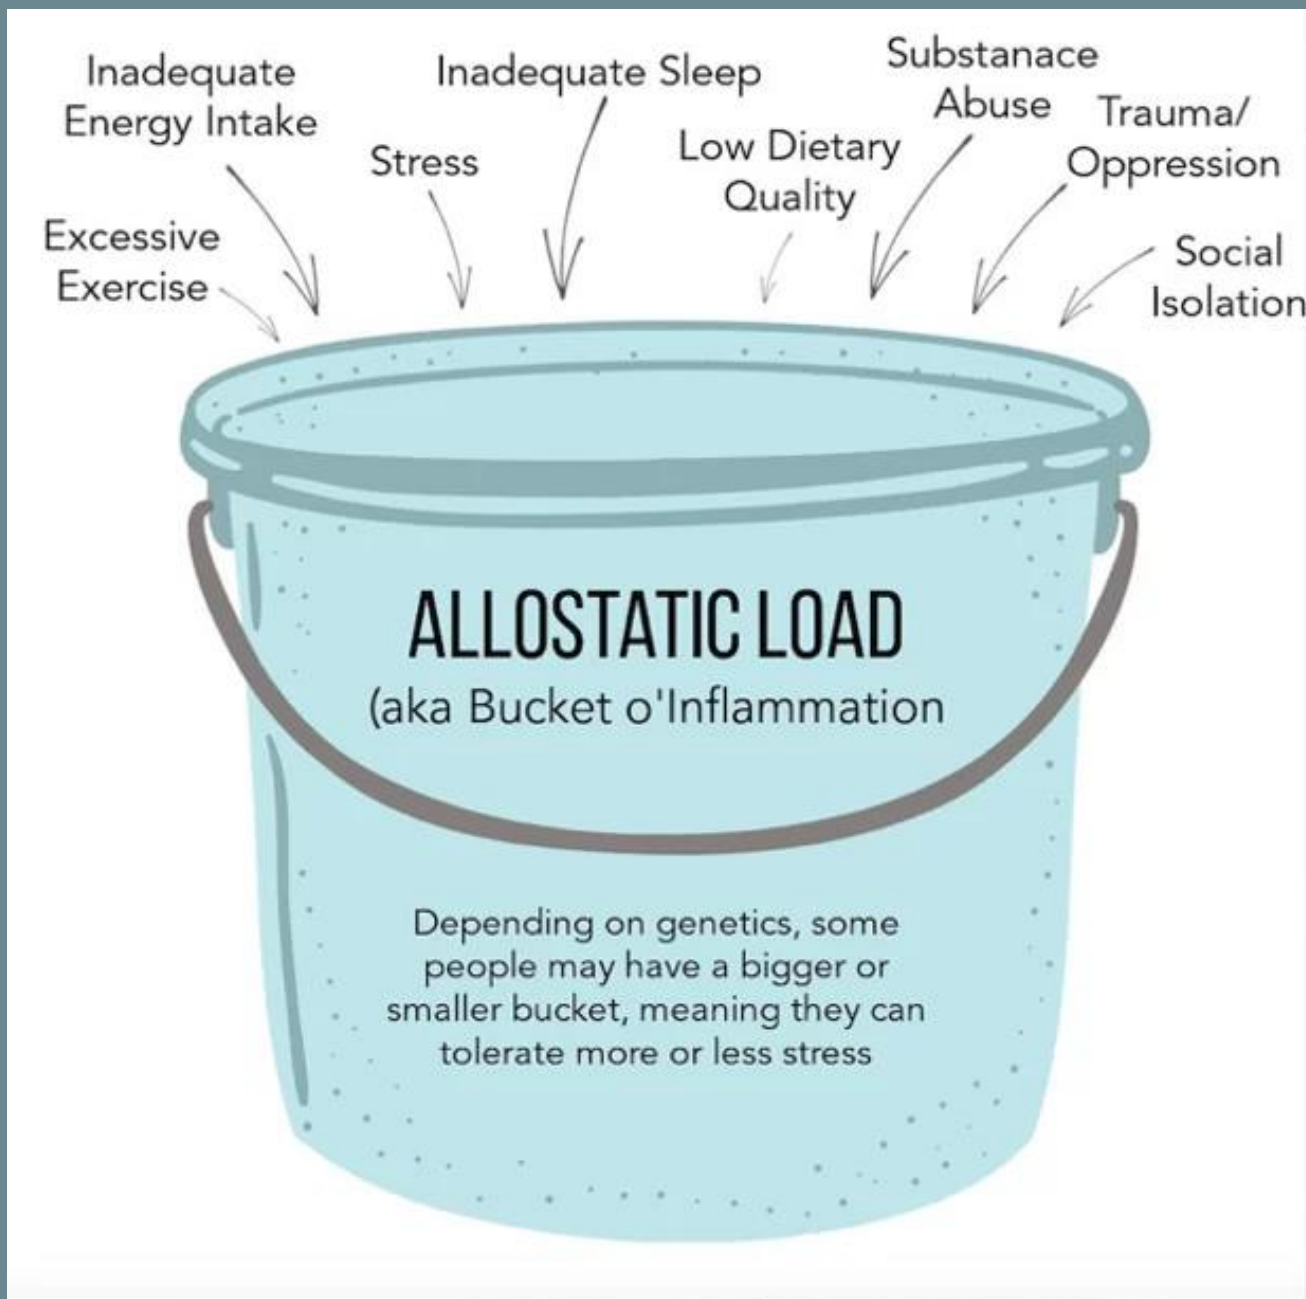 Inadequate
Energy Intake
Inadequate Sleep
Substanace
Abuse
Trauma/
Oppression
Stress
Low Dietary
Quality
Excessive
Exercise
Social
Isolation
ALLOSTATIC LOAD
(aka Bucket o'Inflammation
Depending on genetics, some
people may have a bigger or
smaller bucket, meaning they can
tolerate more or less stress